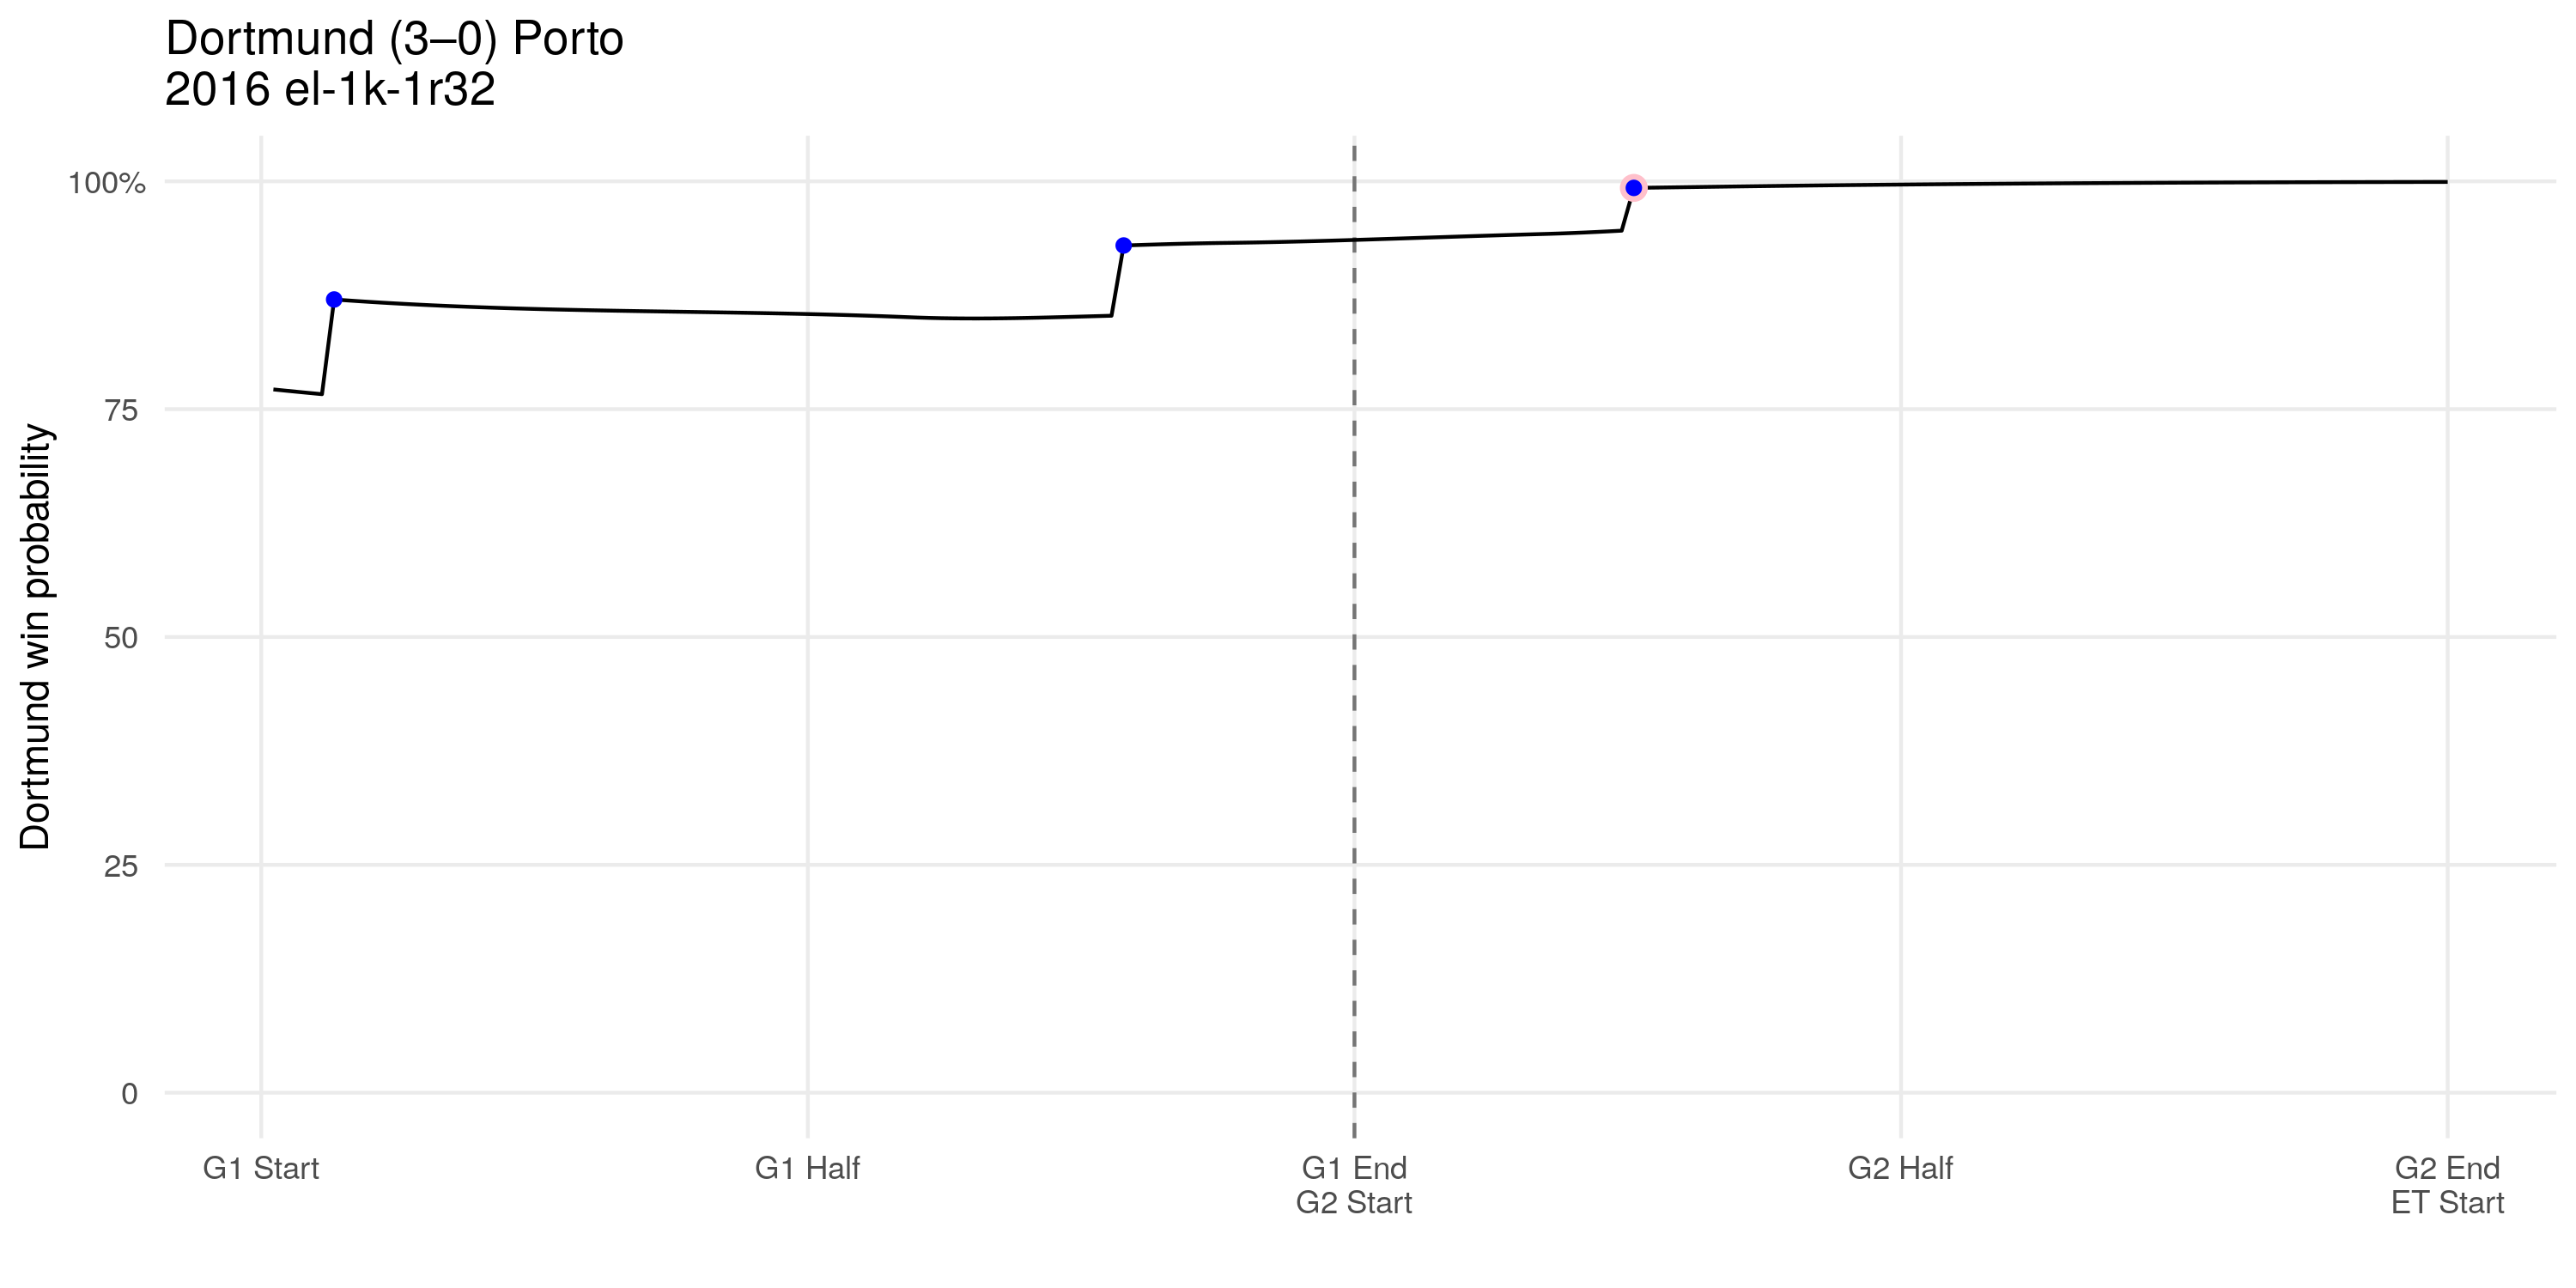 Dortmund (3–0) Porto
2016 el-1k-1r32
Dortmund win probability
100%
75
50
25
0
G1 Start
G1 Half
G1 End
G2 Start
G2 Half
G2 End
ET Start